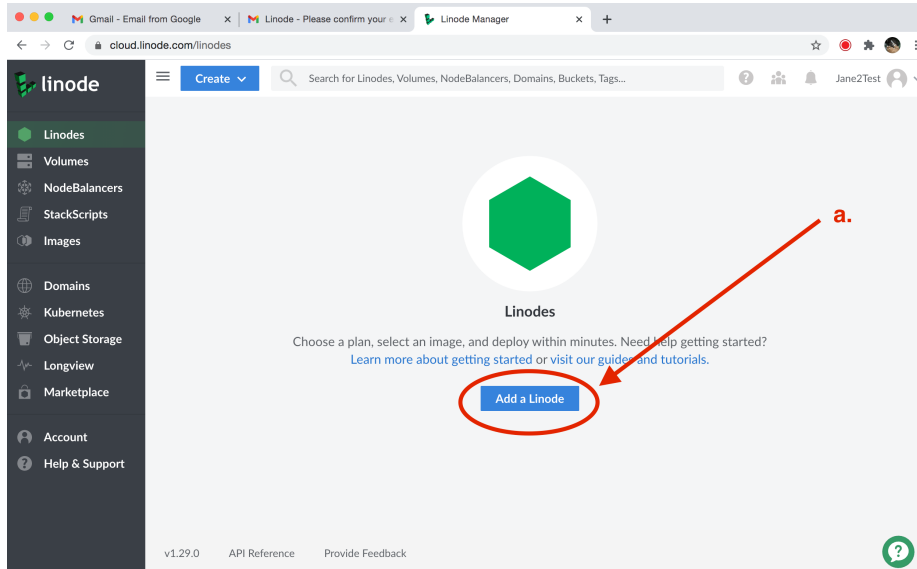 Gmail - Email from Google
Linode - Please confirm your e
Linode Manager
cloud.linode.com/linodes
linode
Create
Search for Linodes, Volumes, NodeBalancers, Domains, Buckets, Tags...
Jane2Test
Linodes
Volumes
NodeBalancers
StackScripts
Images
Domains
Kubernetes
Object Storage
Longview
Marketplace
Account
Help & Support
a.
Linodes
Choose a plan, select an image, and deploy within minutes. Need help getting started?
Learn more about getting started or visit our guides and tutorials.
Add a Linode
v1.29.0 API Reference Provide Feedback